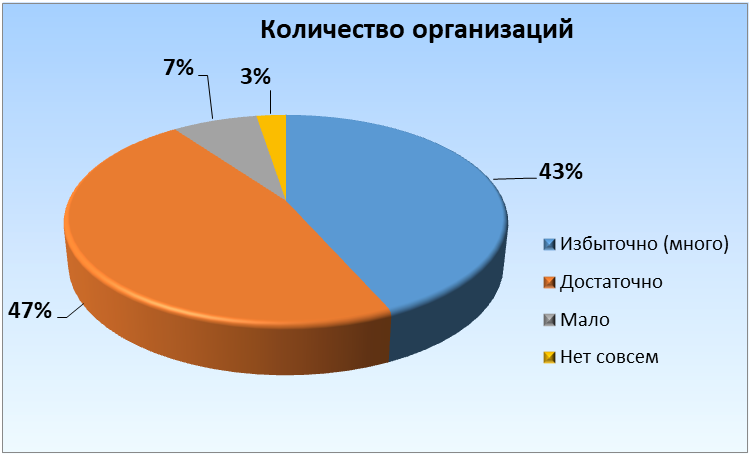 Количество организаций
7%
3%
43%
47%
Избыточно (много)
Достаточно
Мало
Нет совсем